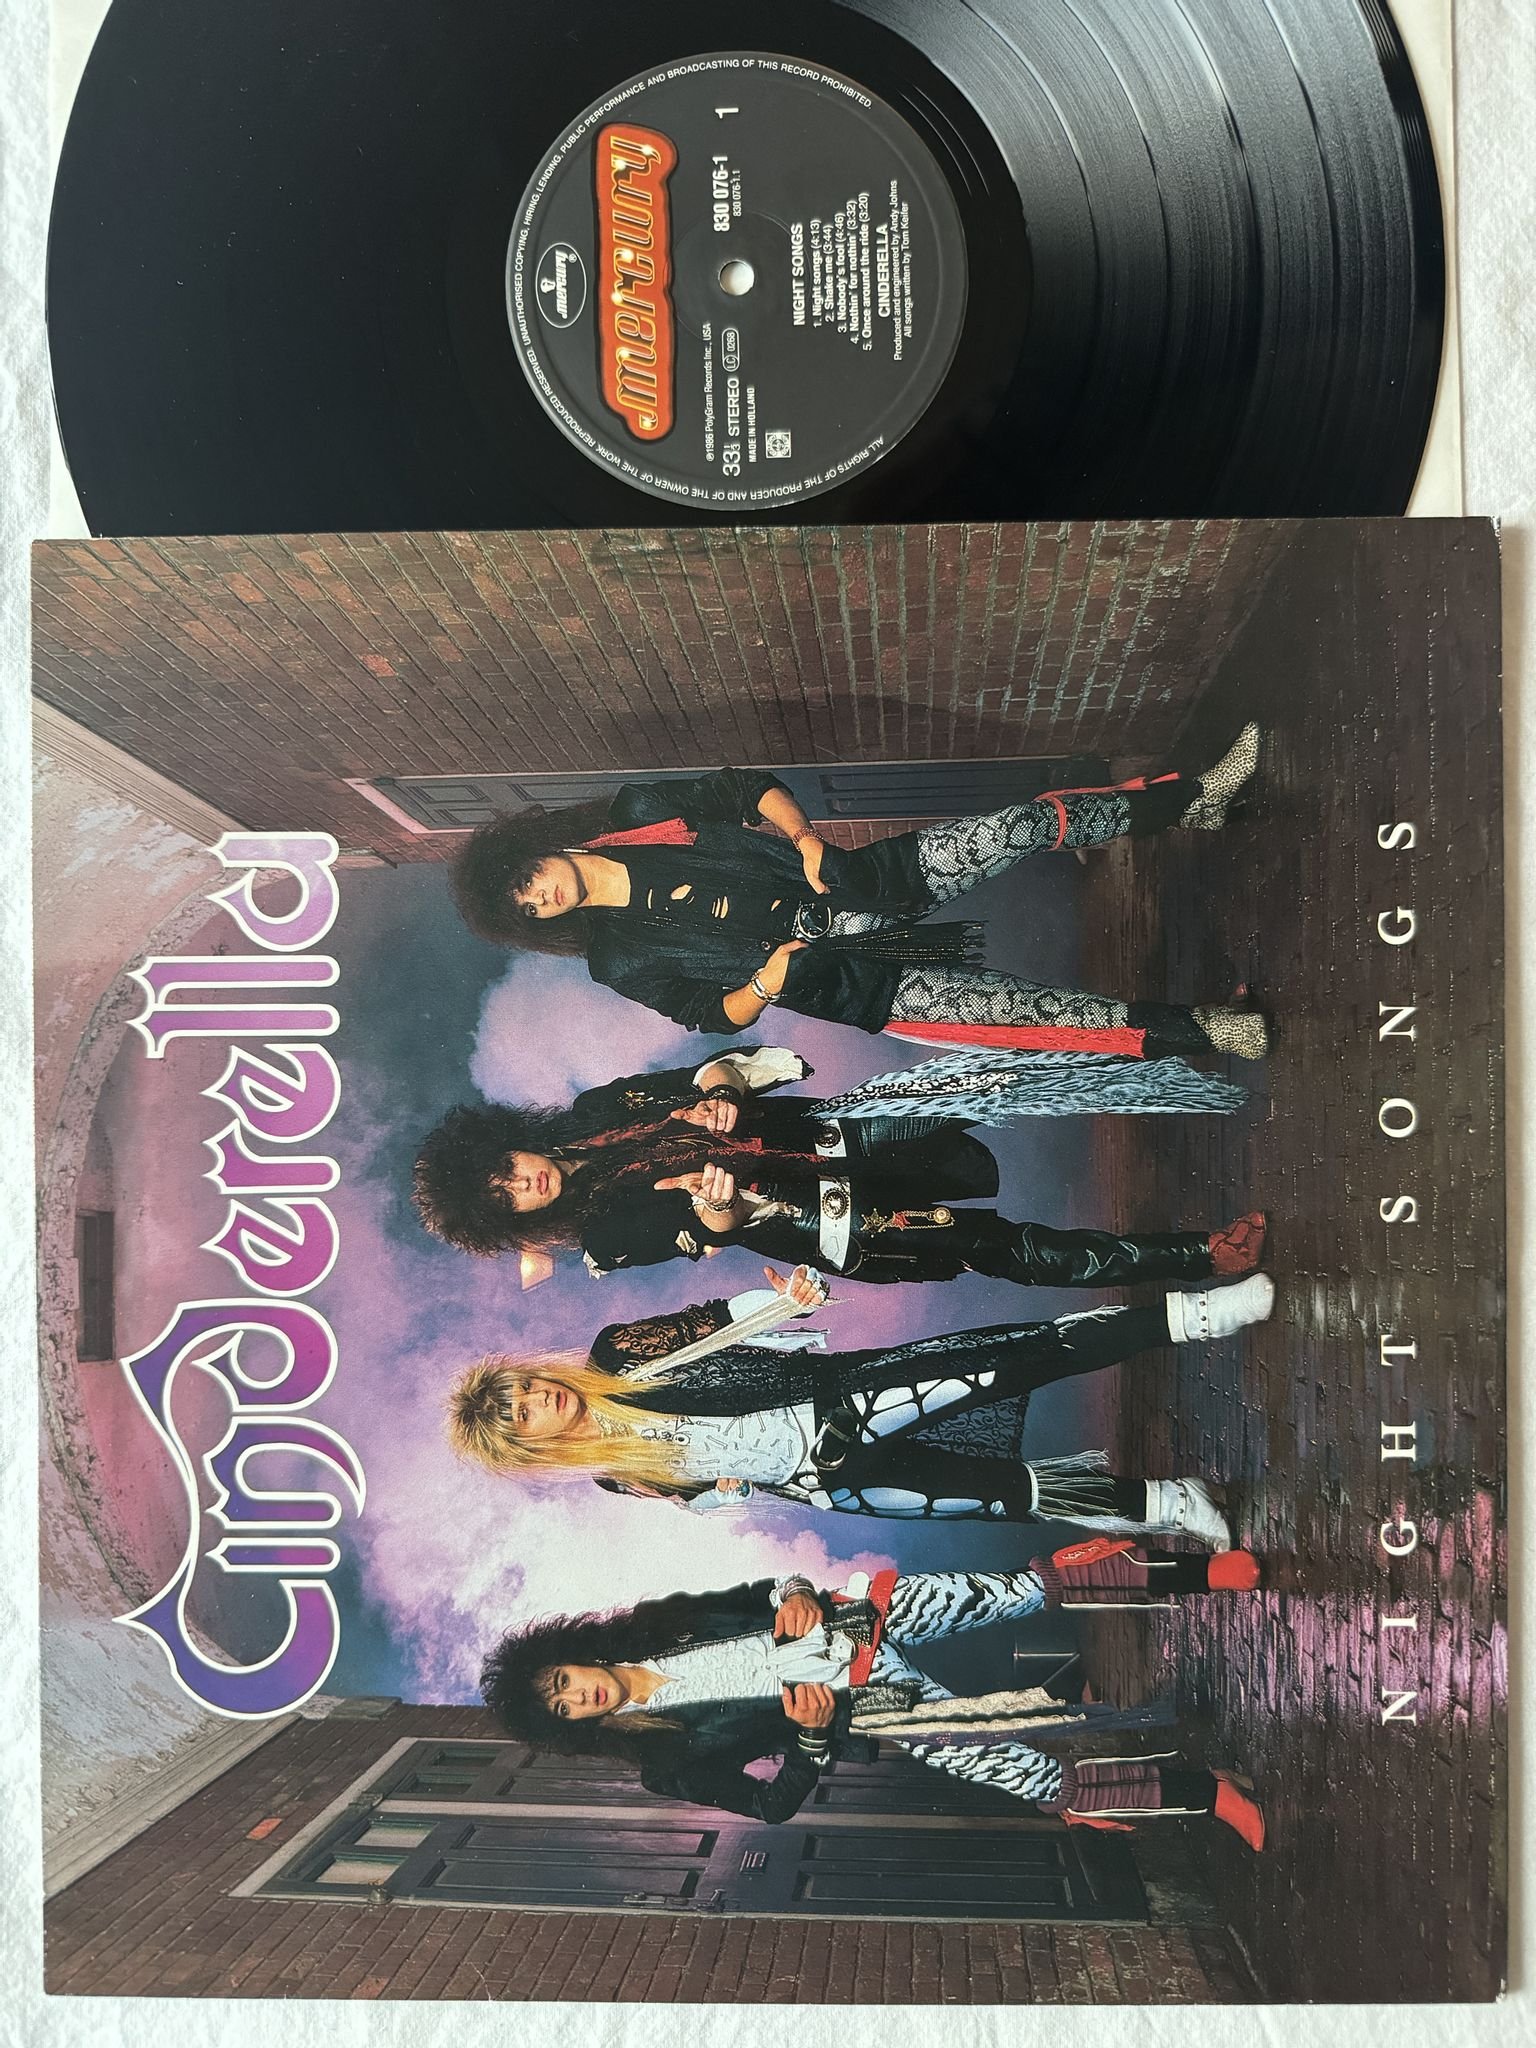 Cinderella
NIGHT SONGS
mercury
mercury®
℗1986 PolyGram Records Inc., USA
33⅓ STEREO LC 0268
MADE IN HOLLAND
830 076-1 1
830 076-1.1
NIGHT SONGS
1. Night songs (4:13)
2. Shake me (3:44)
3. Nobody's fool (4:46)
4. Nothin' for nothin' (3:32)
5. Once around the ride (3:20)
CINDERELLA
Produced and engineered by Andy Johns
All songs written by Tom Keifer
ALL RIGHTS OF THE PRODUCER AND OF THE OWNER OF THE WORK REPRODUCED RESERVED. UNAUTHORISED COPYING, HIRING, LENDING, PUBLIC PERFORMANCE AND BROADCASTING OF THIS RECORD PROHIBITED.